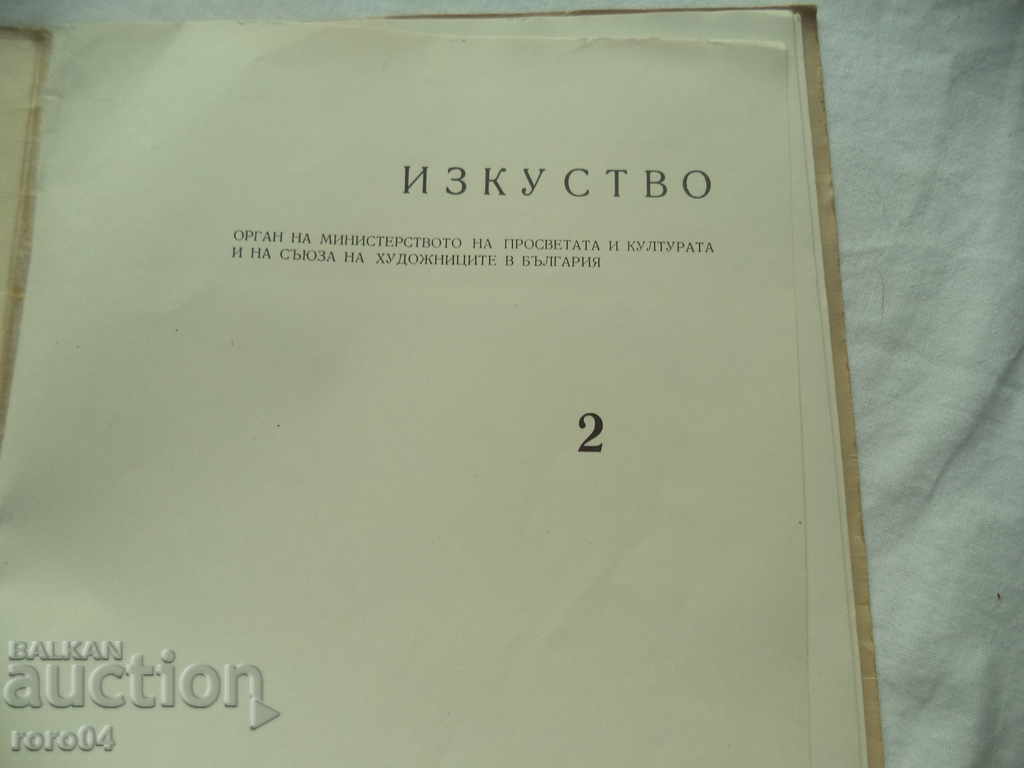 ИЗКУСТВО
ОРГАН НА МИНИСТЕРСТВОТО НА ПРОСВЕТАТА И КУЛТУРАТА
И НА СЪЮЗА НА ХУДОЖНИЦИТЕ В БЪЛГАРИЯ
2
BALKAN
auction
roro04